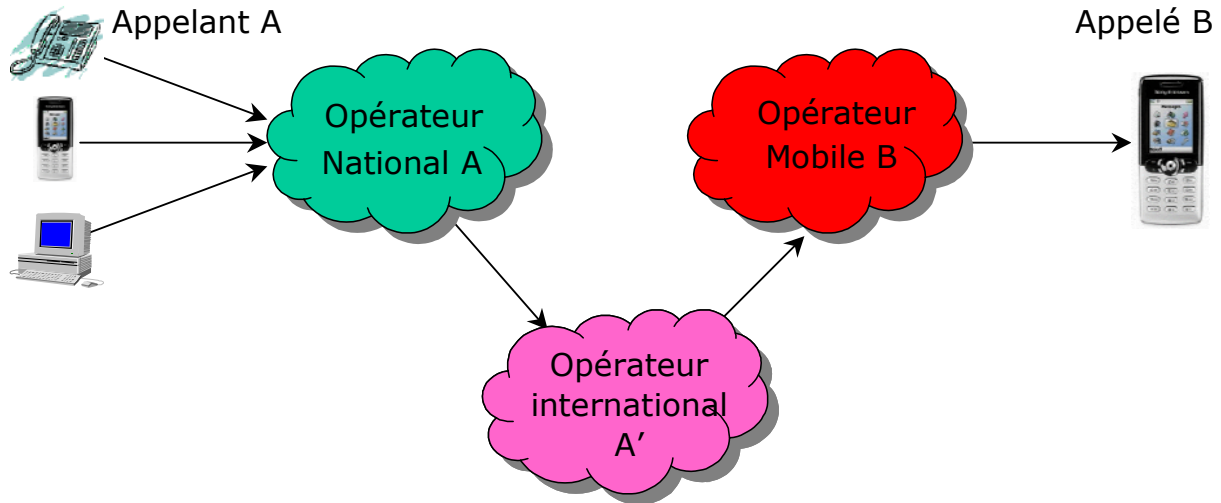 Appelant A
Appelé B
Opérateur
National A
Opérateur
Mobile B
Opérateur
international
A’